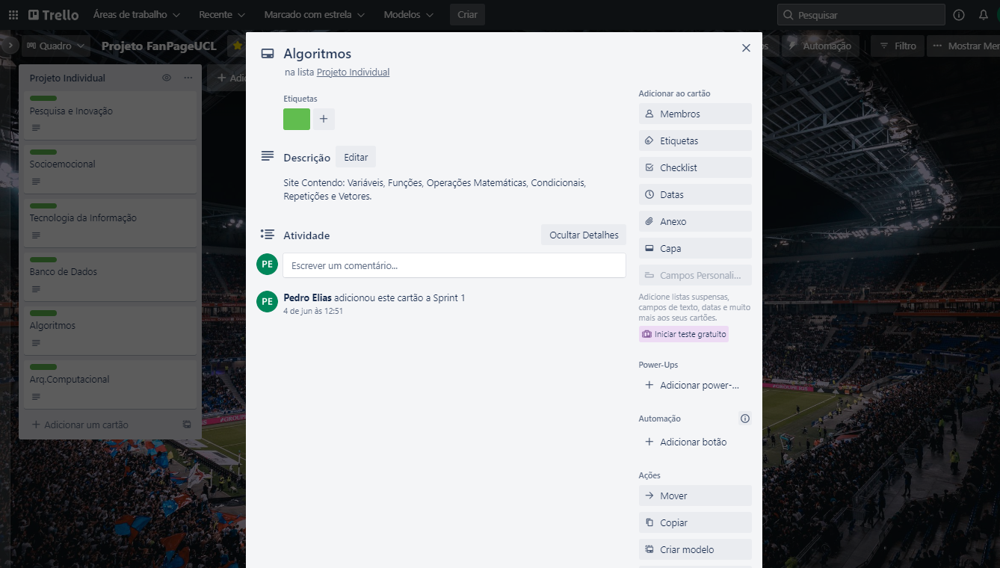 Trello
Áreas de trabalho
Recente
Marcado com estrela
Modelos
Criar
Pesquisar
Quadro
Projeto FanPageUCL
Automação
Filtro
Mostrar Men
Projeto Individual
Pesquisa e Inovação
Socioemocional
Tecnologia da Informação
Banco de Dados
Algoritmos
Arq.Computacional
Adicionar um cartão
Algoritmos
na lista Projeto Individual
Etiquetas
+
Descrição
Editar
Site Contendo: Variáveis, Funções, Operações Matemáticas, Condicionais,
Repetições e Vetores.
Atividade
Ocultar Detalhes
PE
Escrever um comentário...
PE
Pedro Elias adicionou este cartão a Sprint 1
4 de jun às 12:51
Adicionar ao cartão
Membros
Etiquetas
Checklist
Datas
Anexo
Capa
Campos Personali...
Adicione listas suspensas,
campos de texto, datas e muito
mais aos seus cartões.
Iniciar teste gratuito
Power-Ups
+ Adicionar power-...
Automação
+ Adicionar botão
Ações
Mover
Copiar
Criar modelo